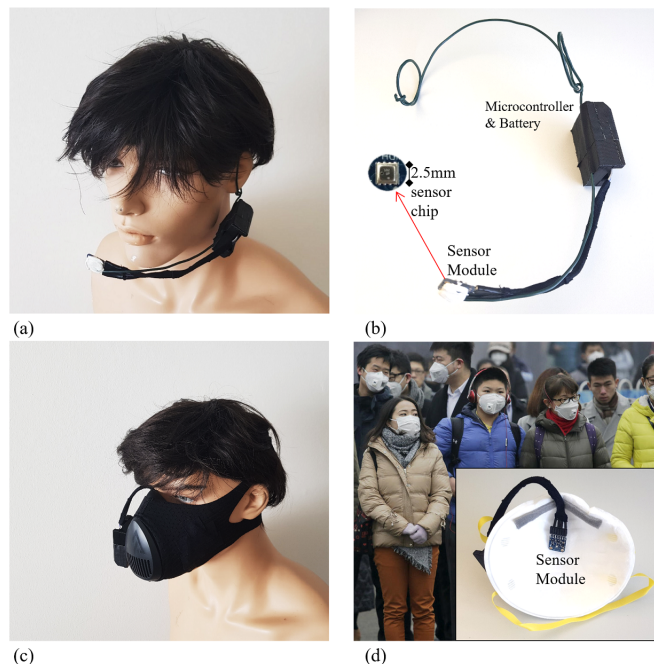 Microcontroller
& Battery
2.5mm
sensor
chip
Sensor
Module
(a)
(b)
Sensor
Module
(c)
(d)